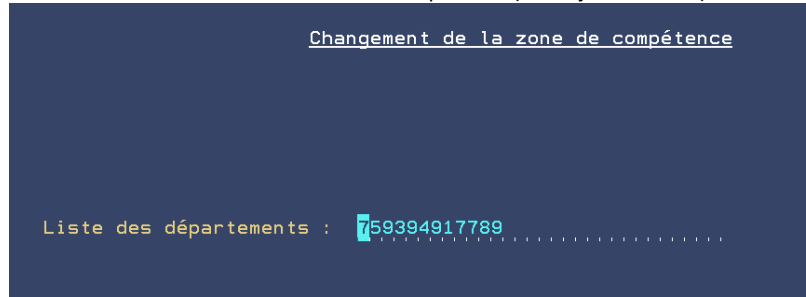 Changement de la zone de compétence
Liste des départements : 759394917789